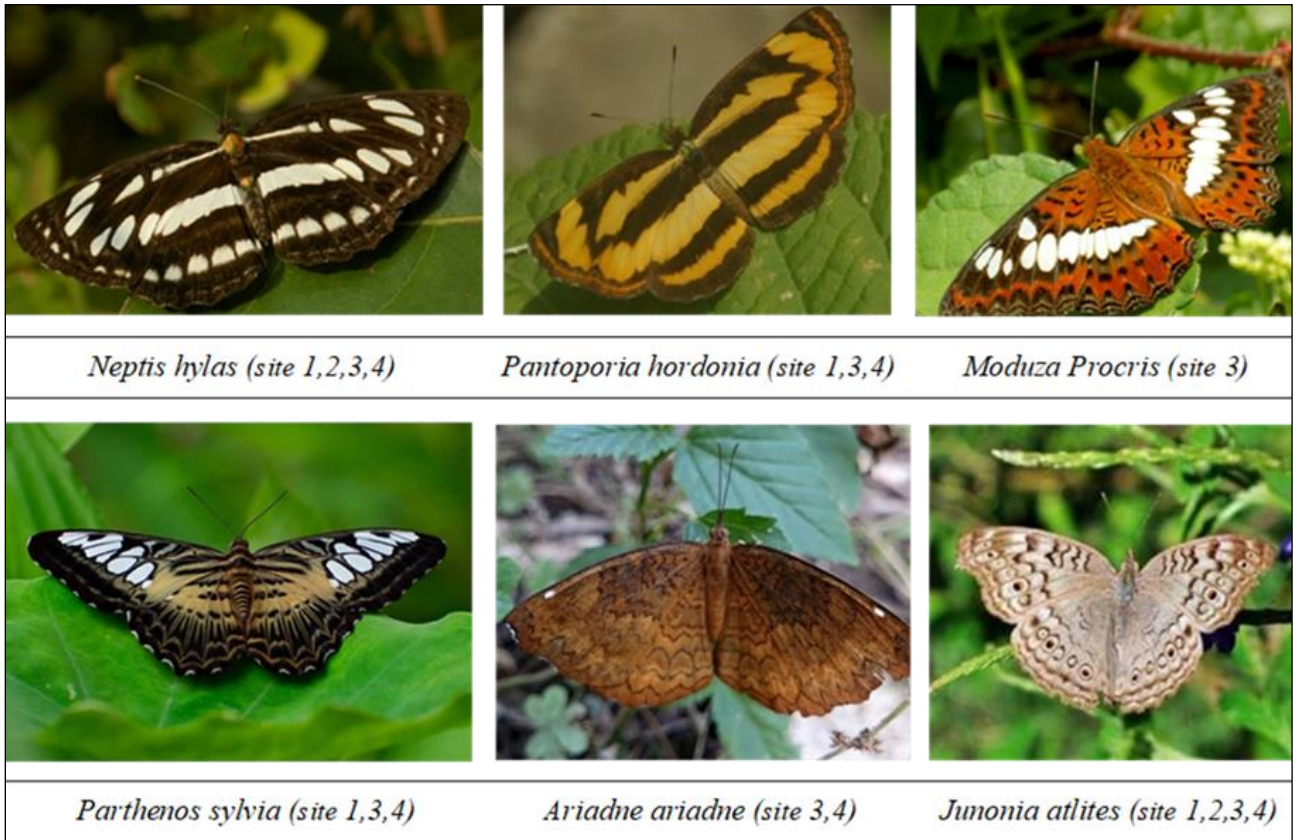 Neptis hylas (site 1,2,3,4)
Pantoporia hordonia (site 1,3,4)
Moduza Procris (site 3)
Parthenos sylvia (site 1,3,4)
Ariadne ariadne (site 3,4)
Junonia atlites (site 1,2,3,4)